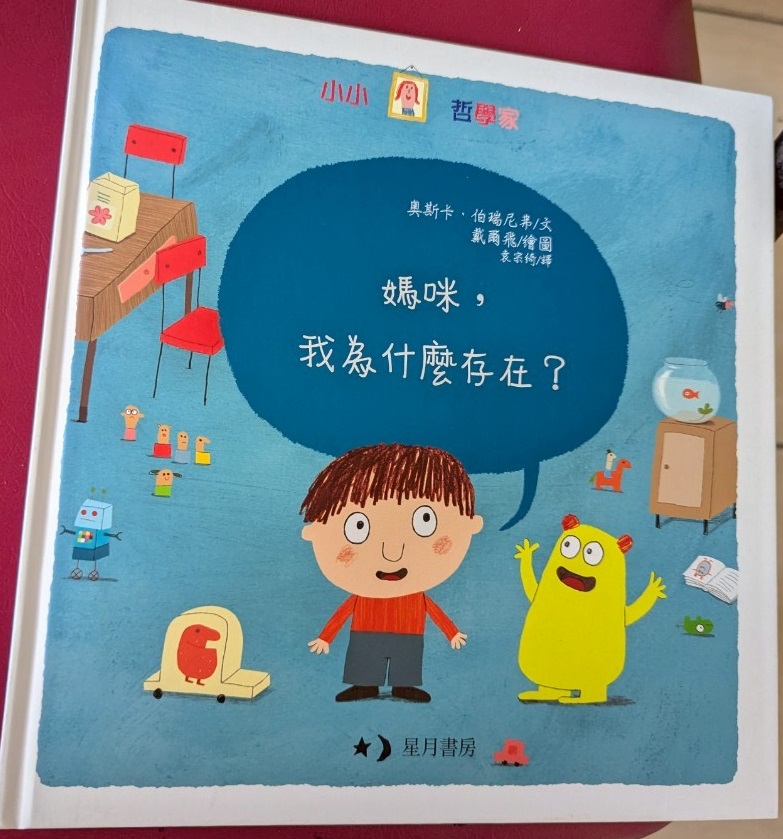 小小 哲學家
奧斯卡·伯瑞尼弗/文
戴爾飛/繪圖
袁宗綺/譯
媽咪，
我為什麼存在？
星月書房